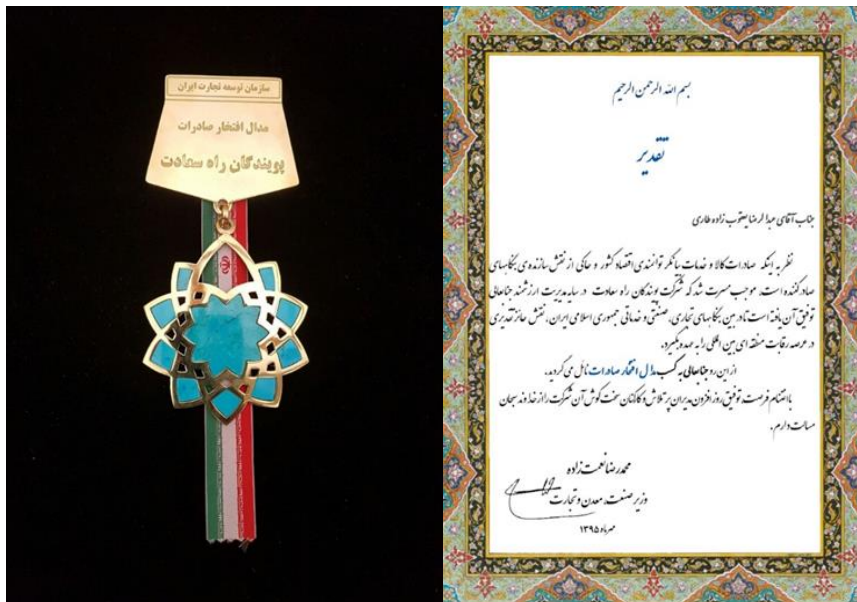 سازمان توسعه تجارت ایران
مدال افتخار صادرات
پویندگان راه سعادت
بسم الله الرحمن الرحیم
تقدیر
جناب آقای عبدالرضا یعقوب زاده طاری
نظر به اینکه صادرات کالا و خدمات بیانگر توانمندی اقتصاد کشور و حاکی از نقش سازنده ی بنگاههای
صادرکننده است، موجب مسرت شد که شرکت پویندگان راه سعادت در سایه مدیریت ارزشمند جنابعالی
توفیق آن یافته است تا در بین بنگاههای تجاری، صنعتی و خدماتی جمهوری اسلامی ایران، نقش حائز تقدیری
در عرصه رقابت منطقه ای بین المللی را به عهده بگیرد.
از این رو جنابعالی به کسب مدال افتخار صادرات نائل می گردید.
با اغتنام فرصت، توفیق روز افزون مدیران پر تلاش و کارکنان سخت کوش آن شرکت را از خداوند سبحان
مسالت دارم.
محمدرضا نعمت زاده
وزیر صنعت، معدن و تجارت
مهرماه ۱۳۹۵